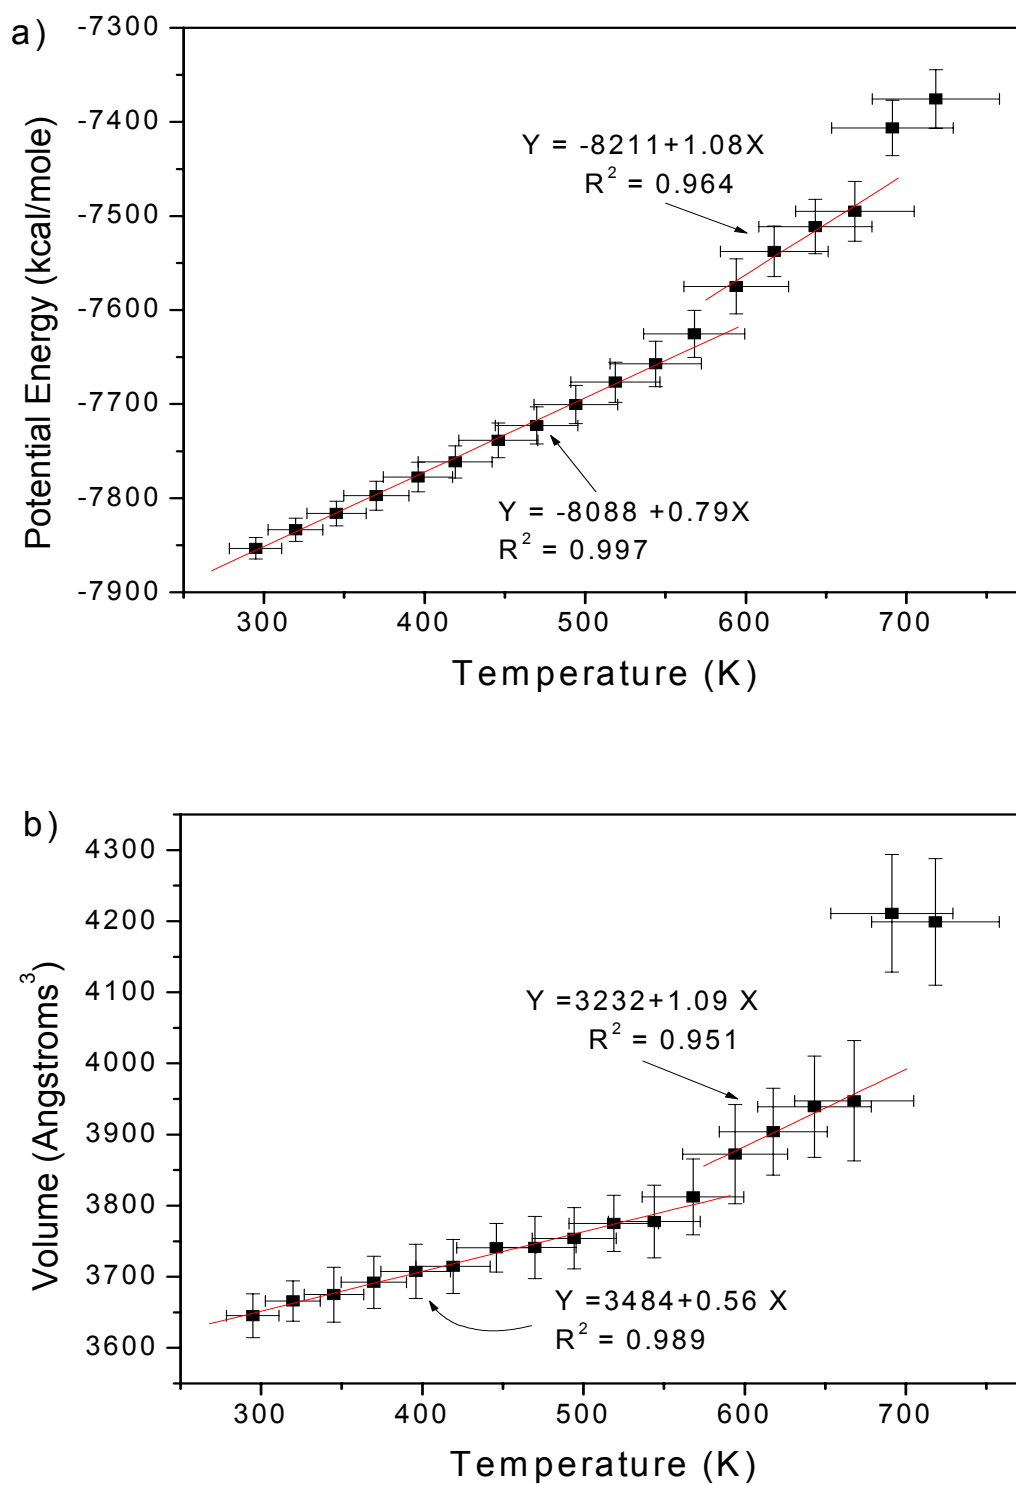 a)
-7300
-7400
-7500
-7600
-7700
-7800
-7900
Potential Energy (kcal/mole)
Y = -8211+1.08X
R² = 0.964
Y = -8088 +0.79X
R² = 0.997
300 400 500 600 700
Temperature (K)
b)
4300
4200
4100
4000
3900
3800
3700
3600
Volume (Angstroms³)
Y =3232+1.09 X
R² = 0.951
Y =3484+0.56 X
R² = 0.989
300 400 500 600 700
Temperature (K)